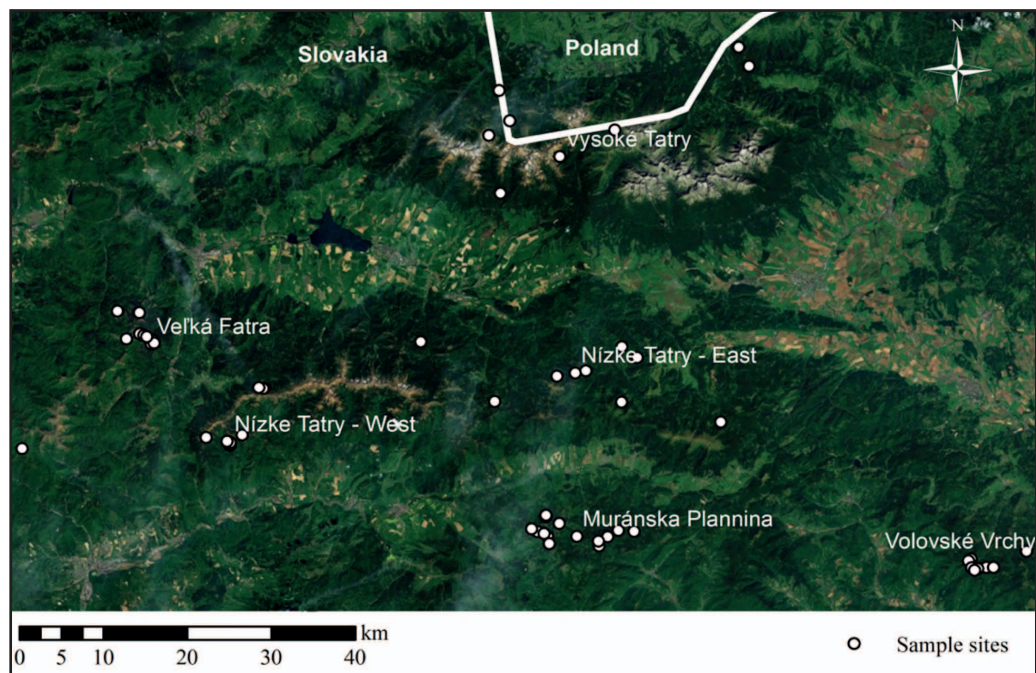 N
Slovakia
Poland
Vysoké Tatry
Veľká Fatra
Nízke Tatry - East
Nízke Tatry - West
Muránska Plannina
Volovské Vrchy
km
0 5 10 20 30 40
Sample sites